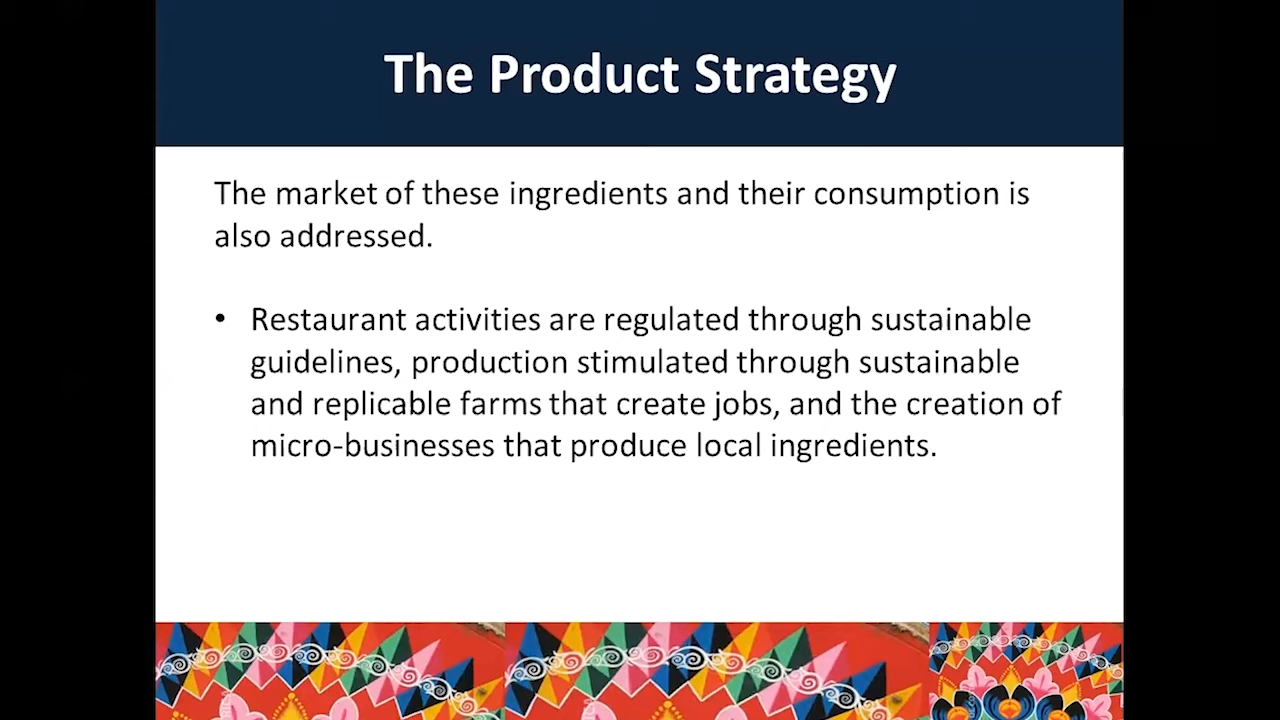 The Product Strategy
The market of these ingredients and their consumption is
also addressed.
• Restaurant activities are regulated through sustainable
guidelines, production stimulated through sustainable
and replicable farms that create jobs, and the creation of
micro-businesses that produce local ingredients.